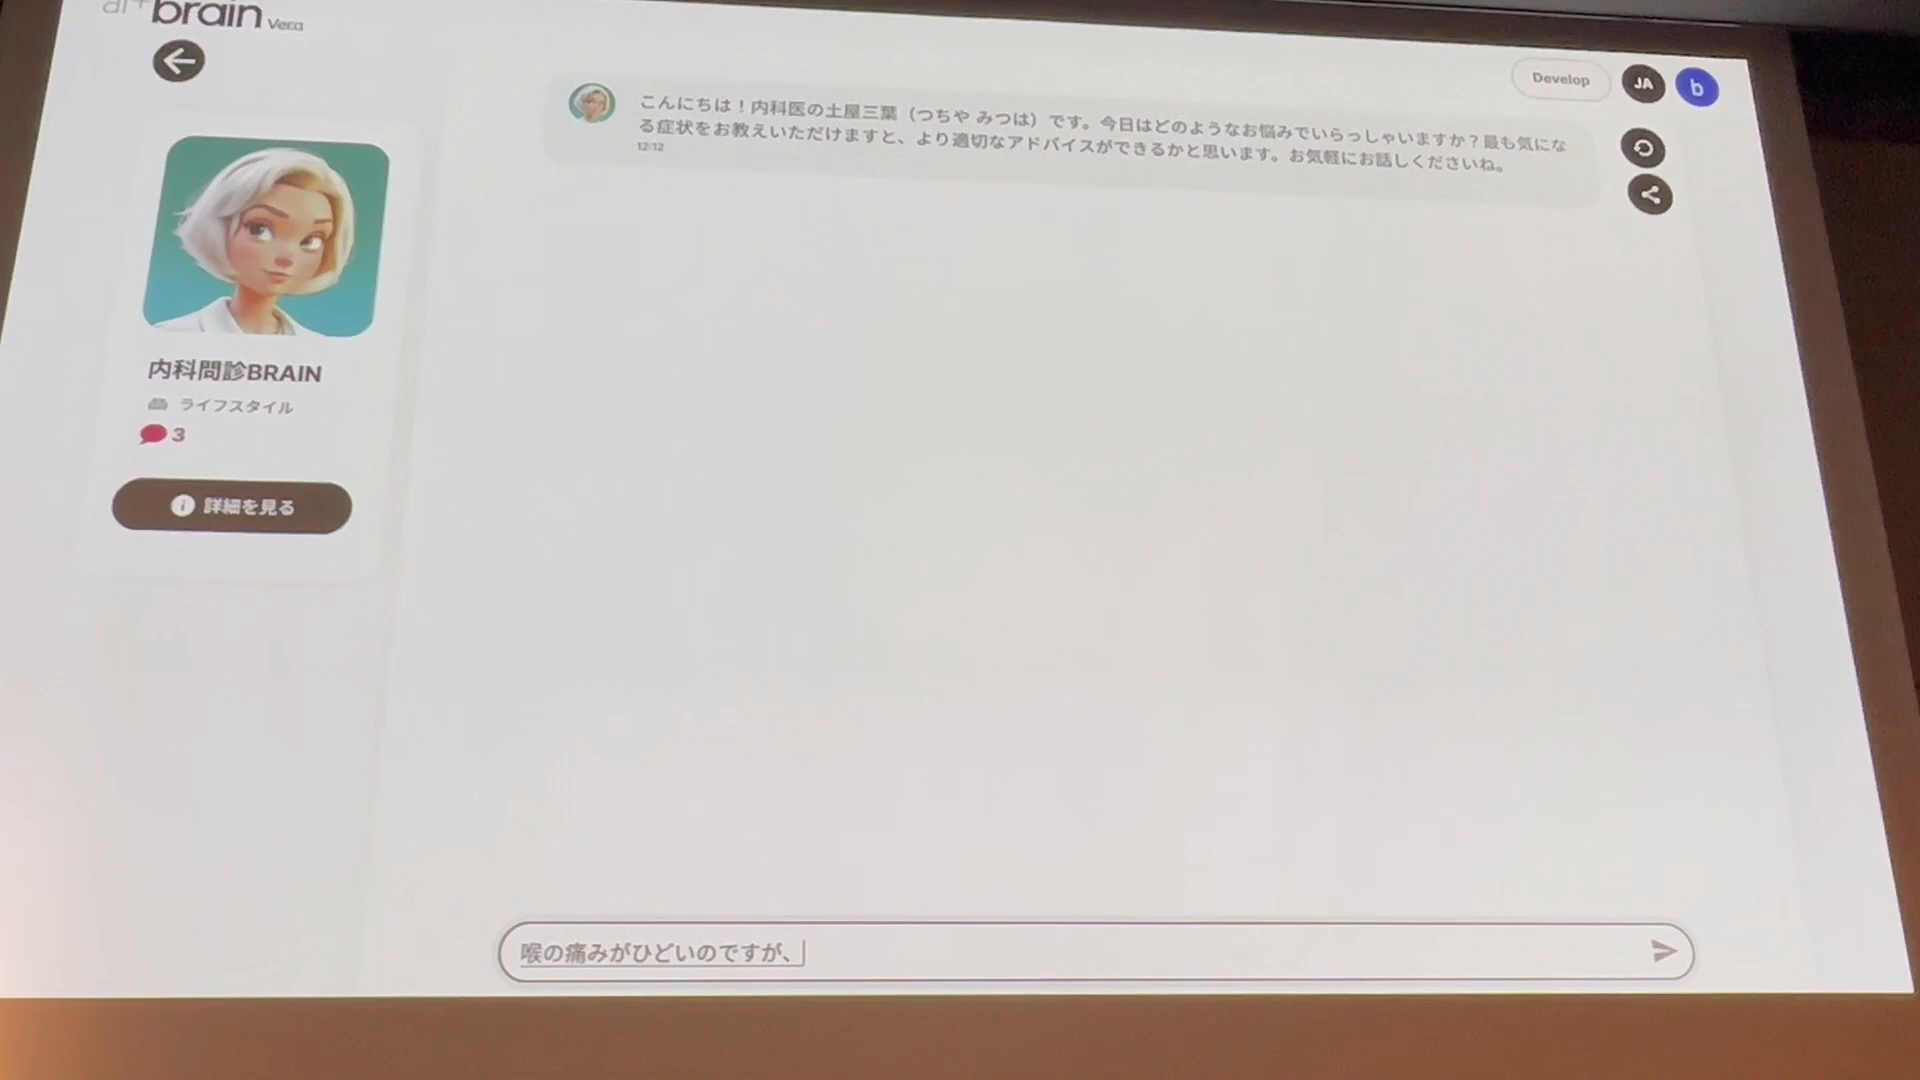 brain
Develop
JA
b
こんにちは！内科医の土屋三葉（つちや みつは）です。今日はどのようなお悩みでいらっしゃいますか？最も気にな
る症状をお教えいただけますと、より適切なアドバイスができるかと思います。お気軽にお話しくださいね。
12:12
内科問診BRAIN
ライフスタイル
3
詳細を見る
喉の痛みがひどいのですが、